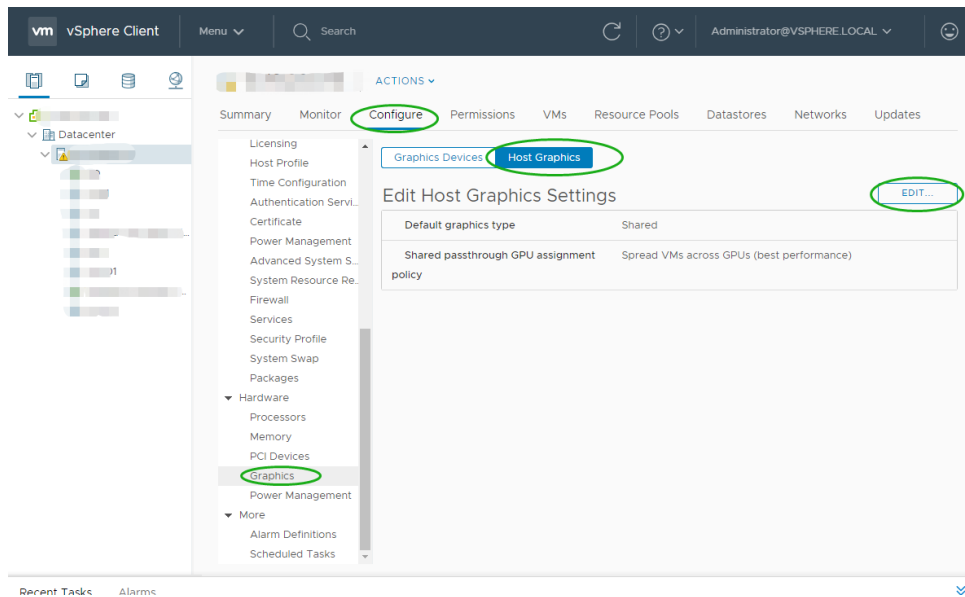 vm vSphere Client Menu Search Administrator@VSPHERE.LOCAL
ACTIONS
Summary Monitor Configure Permissions VMs Resource Pools Datastores Networks Updates
Datacenter
Licensing
Host Profile
Time Configuration
Authentication Servi...
Certificate
Power Management
Advanced System S...
System Resource Re...
Firewall
Services
Security Profile
System Swap
Packages
Hardware
Processors
Memory
PCI Devices
Graphics
Power Management
More
Alarm Definitions
Scheduled Tasks
Graphics Devices Host Graphics
Edit Host Graphics Settings
EDIT...
Default graphics type Shared
Shared passthrough GPU assignment Spread VMs across GPUs (best performance)
policy
Recent Tasks Alarms